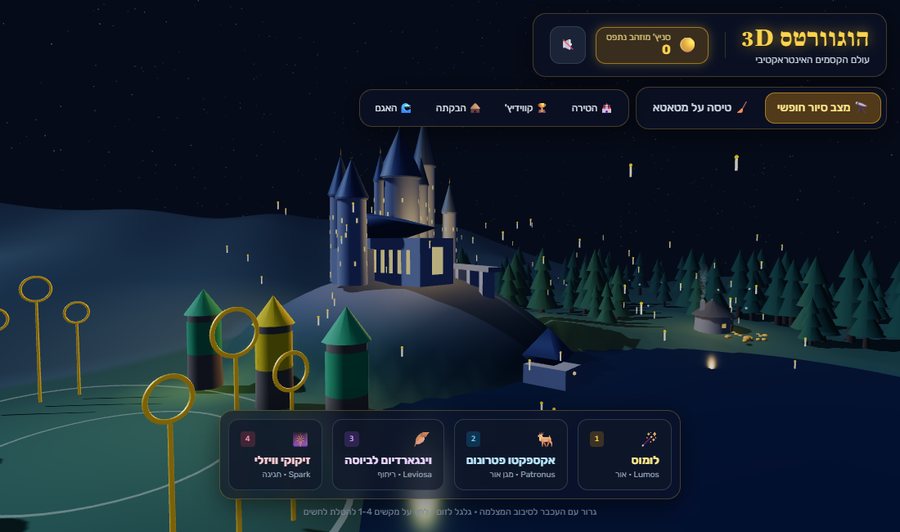 הוגוורטס 3D
עולם הקסמים האינטראקטיבי
סניץ' מוזהב נתפס
0
מצב סיור חופשי
טיסה על מטאטא
הטירה
קווידיץ'
הבקתה
האגם
1
לומוס
Lumos • אור
2
אקספקטו פטרונום
Patronus • מגן אור
3
וינגארדיום לביוסה
Leviosa • ריחוף
4
זיקוקי וויזלי
Spark • חגיגה
גרור עם העכבר לסיבוב המצלמה • גלגל לזום על מקשים 1-4 להטלת לחשים